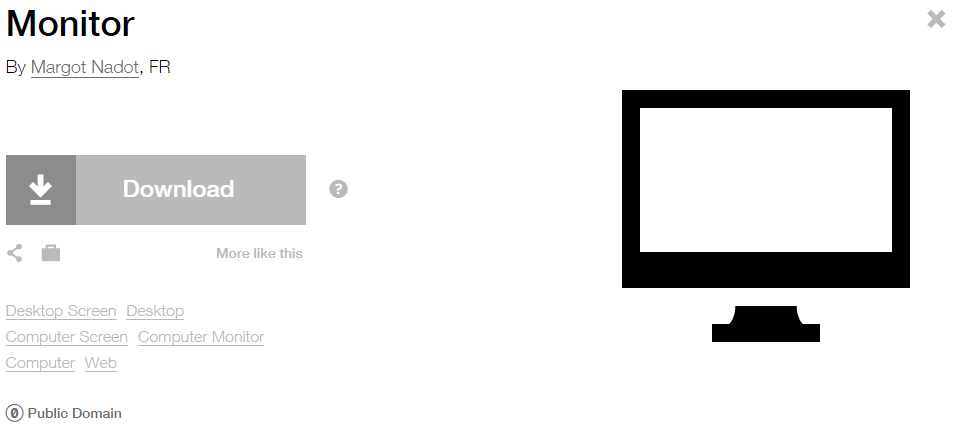 Monitor
By Margot Nadot, FR
Download
?
More like this
Desktop Screen Desktop
Computer Screen Computer Monitor
Computer Web
0 Public Domain